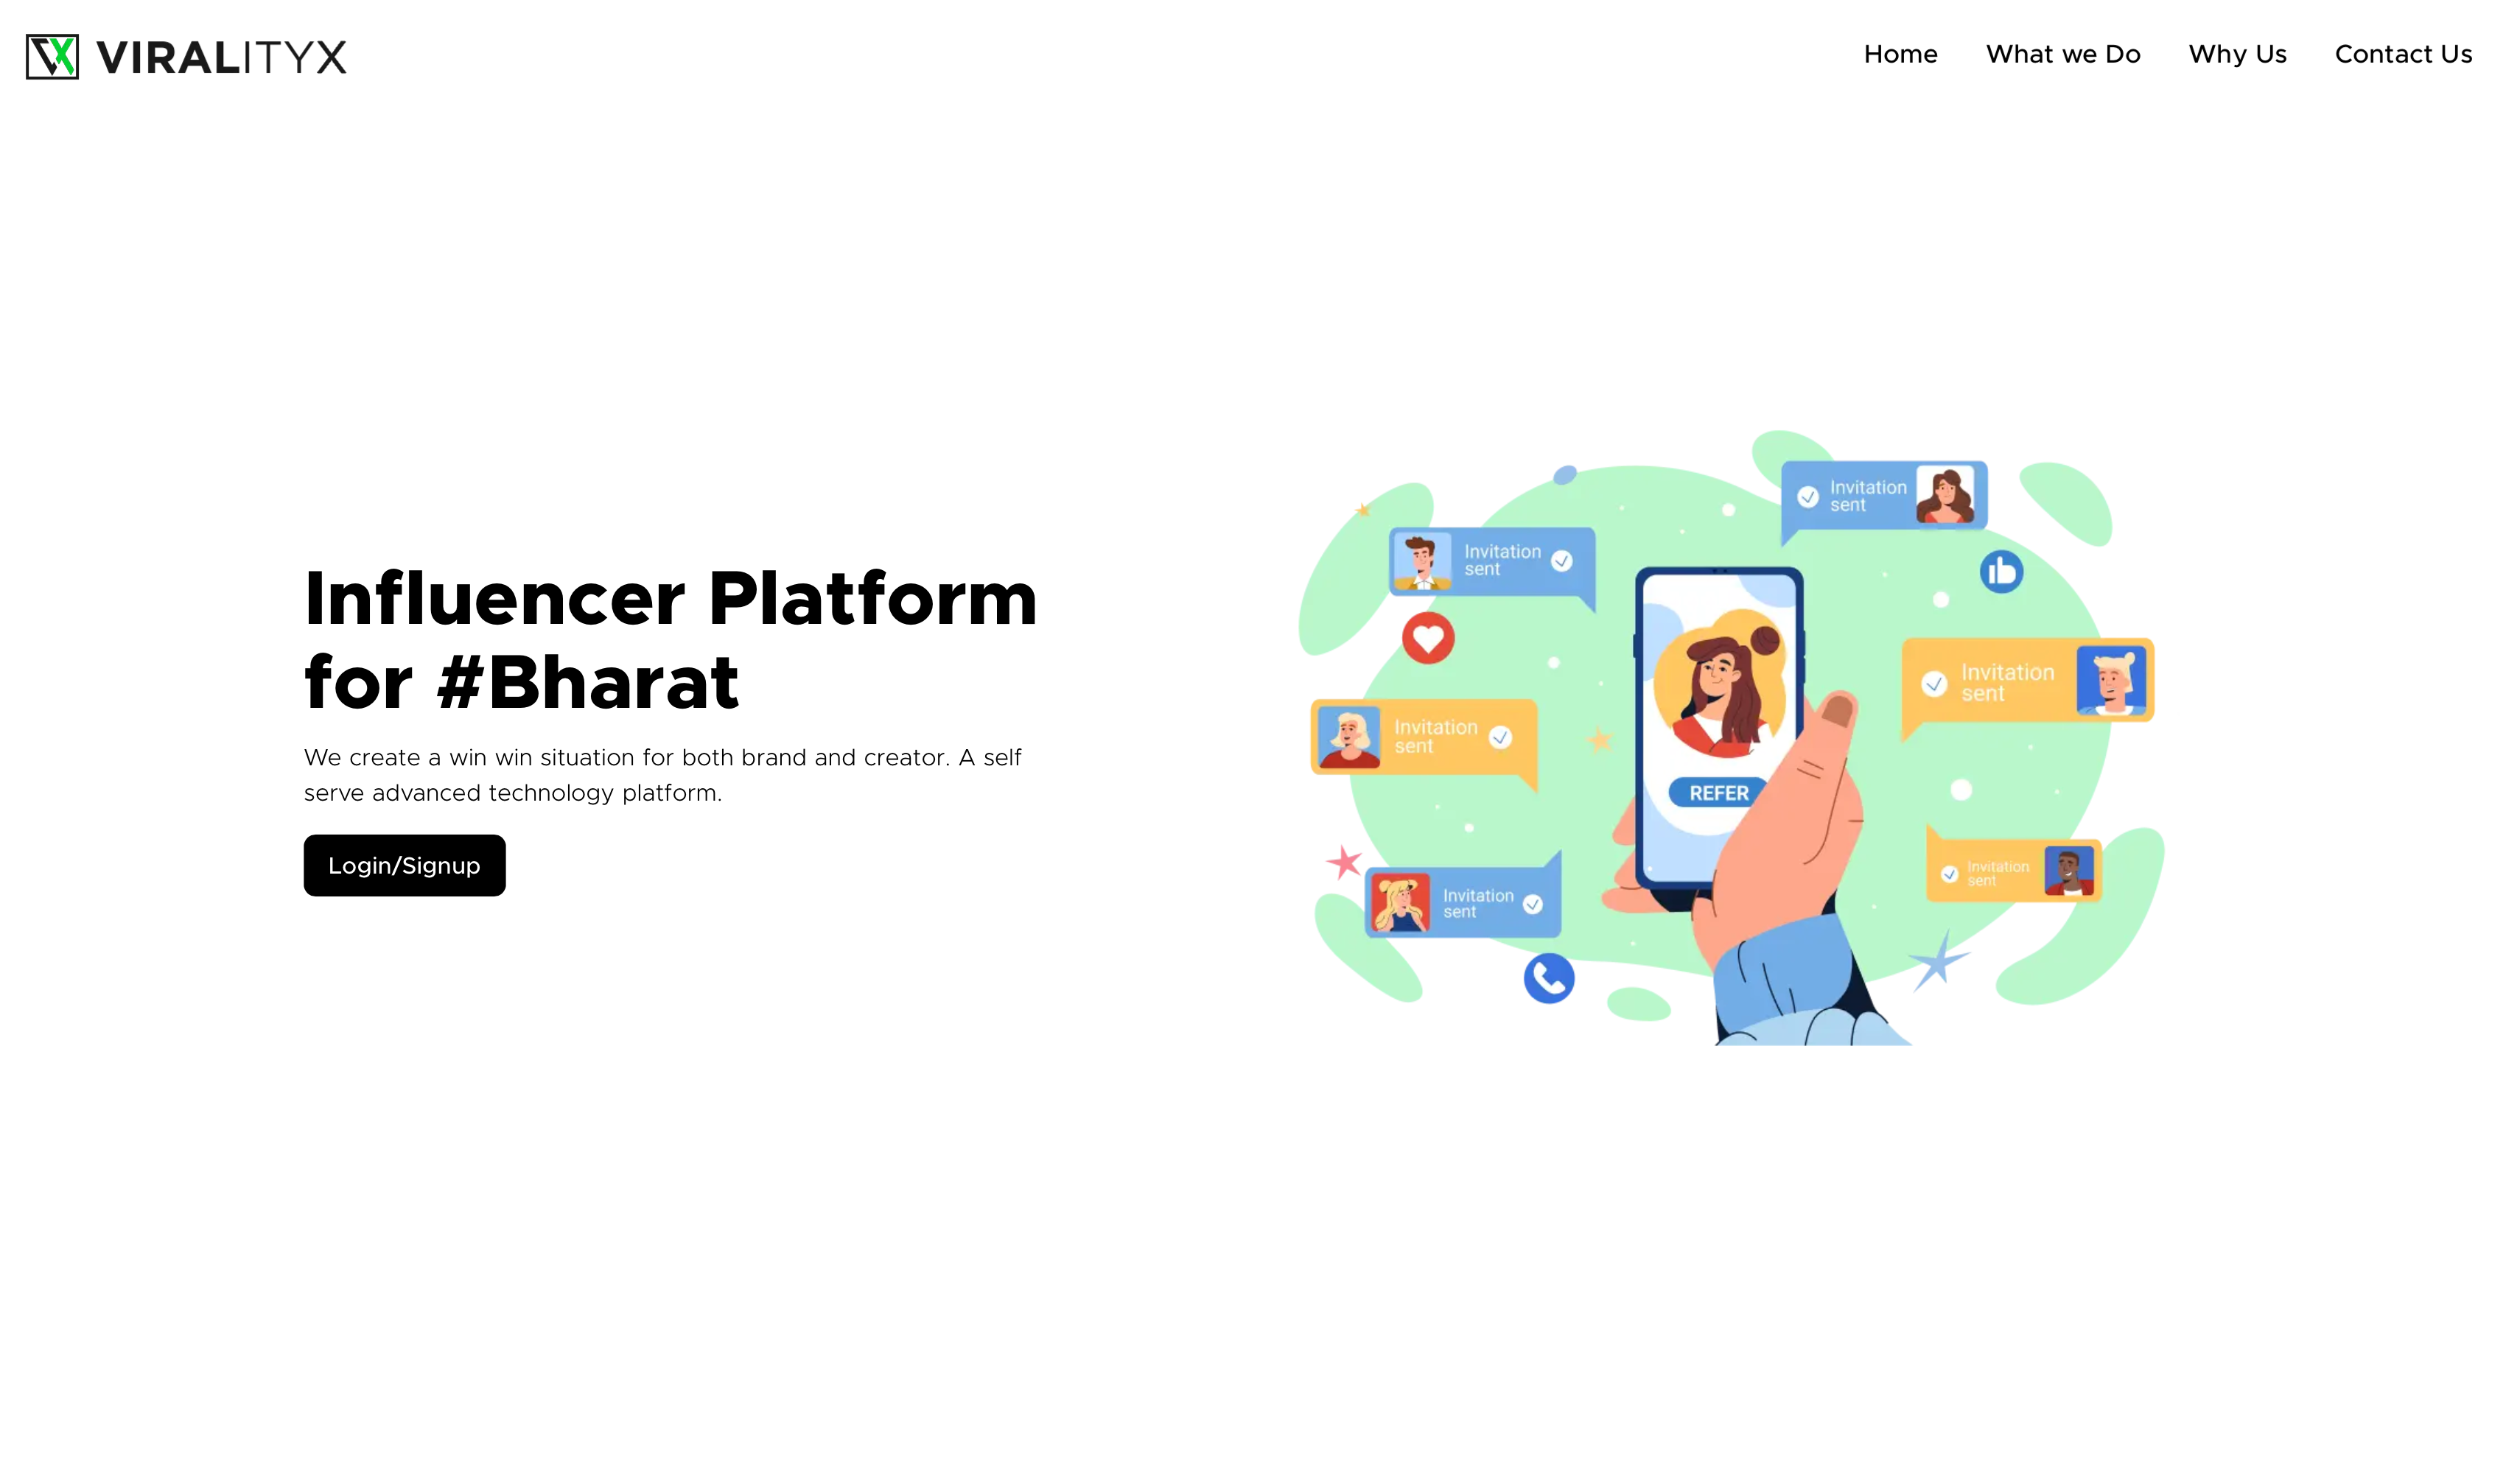 VIRALITYX
Home
What we Do
Why Us
Contact Us
Influencer Platform
for #Bharat
We create a win win situation for both brand and creator. A self
serve advanced technology platform.
Login/Signup
Invitation
sent
Invitation
sent
Invitation
sent
Invitation
sent
REFER
Invitation
sent
Invitation
sent